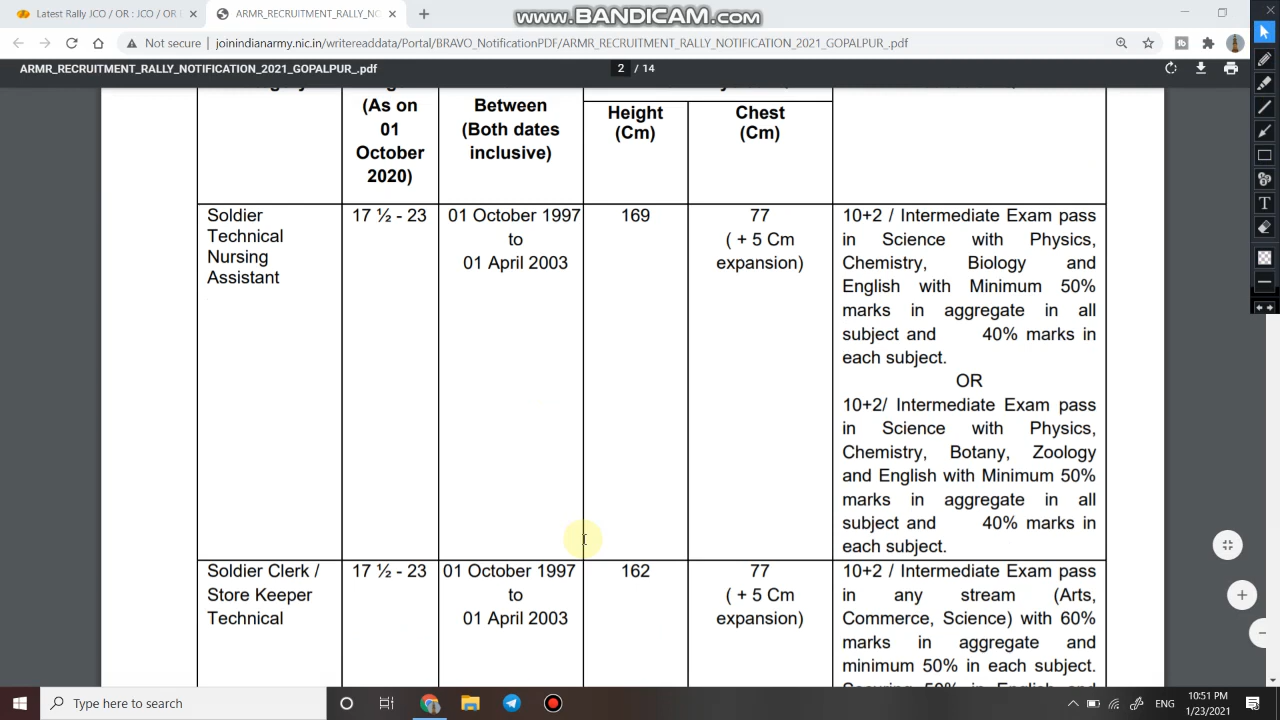 Latest Rally JCO / OR : JCO / OR E
ARMR_RECRUITMENT_RALLY_NO
www.BANDICAM.com
Not secure
joinindianarmy.nic.in/writereaddata/Portal/BRAVO_NotificationPDF/ARMR_RECRUITMENT_RALLY_NOTIFICATION_2021_GOPALPUR_.pdf
ARMR_RECRUITMENT_RALLY_NOTIFICATION_2021_GOPALPUR_.pdf
2 / 14
(As on
01
October
2020)
Between
(Both dates
inclusive)
Height
(Cm)
Chest
(Cm)
Soldier
Technical
Nursing
Assistant
17 ½ - 23
01 October 1997
to
01 April 2003
169
77
( + 5 Cm
expansion)
10+2 / Intermediate Exam pass
in Science with Physics,
Chemistry, Biology and
English with Minimum 50%
marks in aggregate in all
subject and 40% marks in
each subject.
OR
10+2/ Intermediate Exam pass
in Science with Physics,
Chemistry, Botany, Zoology
and English with Minimum 50%
marks in aggregate in all
subject and 40% marks in
each subject.
Soldier Clerk /
Store Keeper
Technical
17 ½ - 23
01 October 1997
to
01 April 2003
162
77
( + 5 Cm
expansion)
10+2 / Intermediate Exam pass
in any stream (Arts,
Commerce, Science) with 60%
marks in aggregate and
minimum 50% in each subject.
Securing 50% in English and
Type here to search
ENG
10:51 PM
1/23/2021